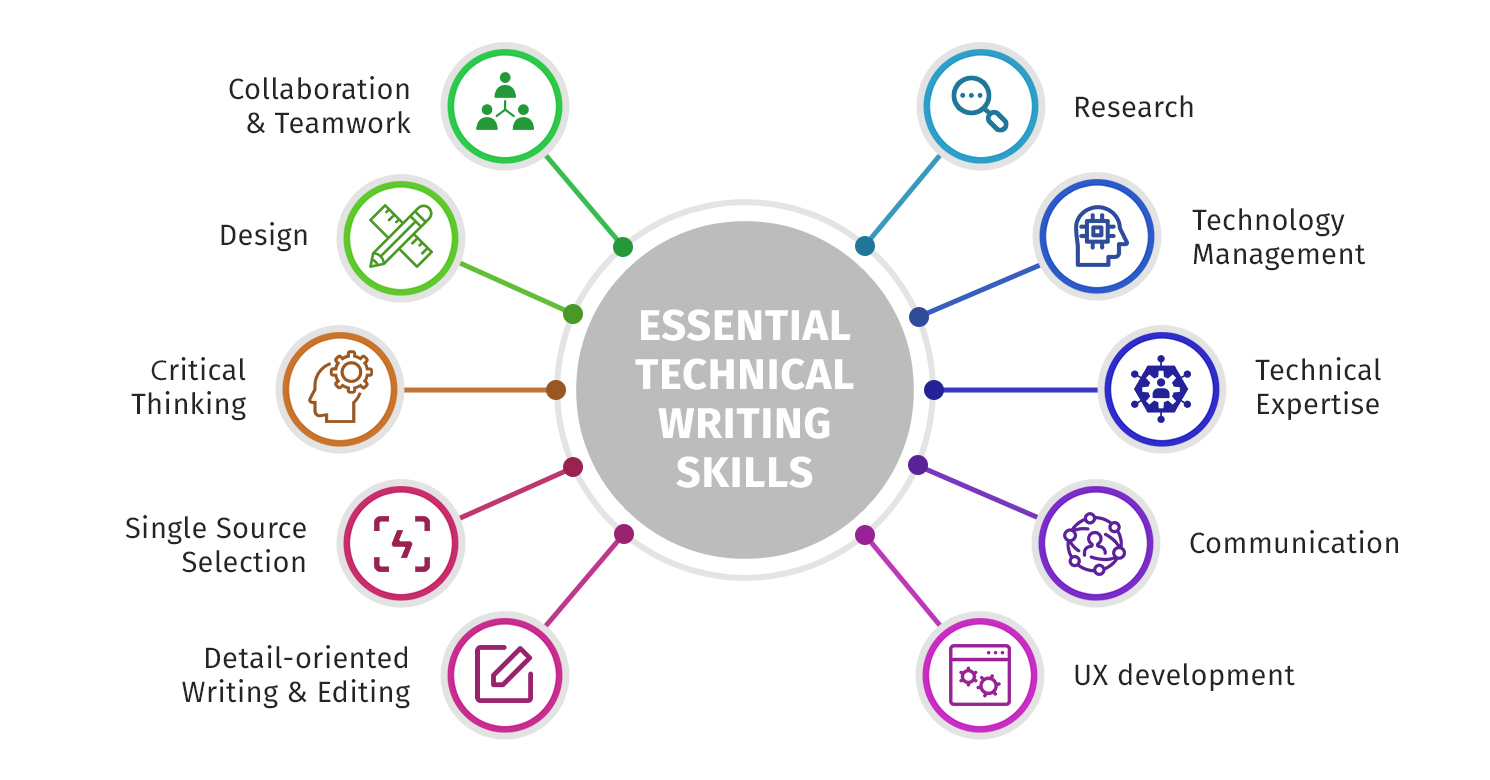 ESSENTIAL
TECHNICAL
WRITING
SKILLS
Collaboration
& Teamwork
Design
Critical
Thinking
Single Source
Selection
Detail-oriented
Writing & Editing
Research
Technology
Management
Technical
Expertise
Communication
UX development